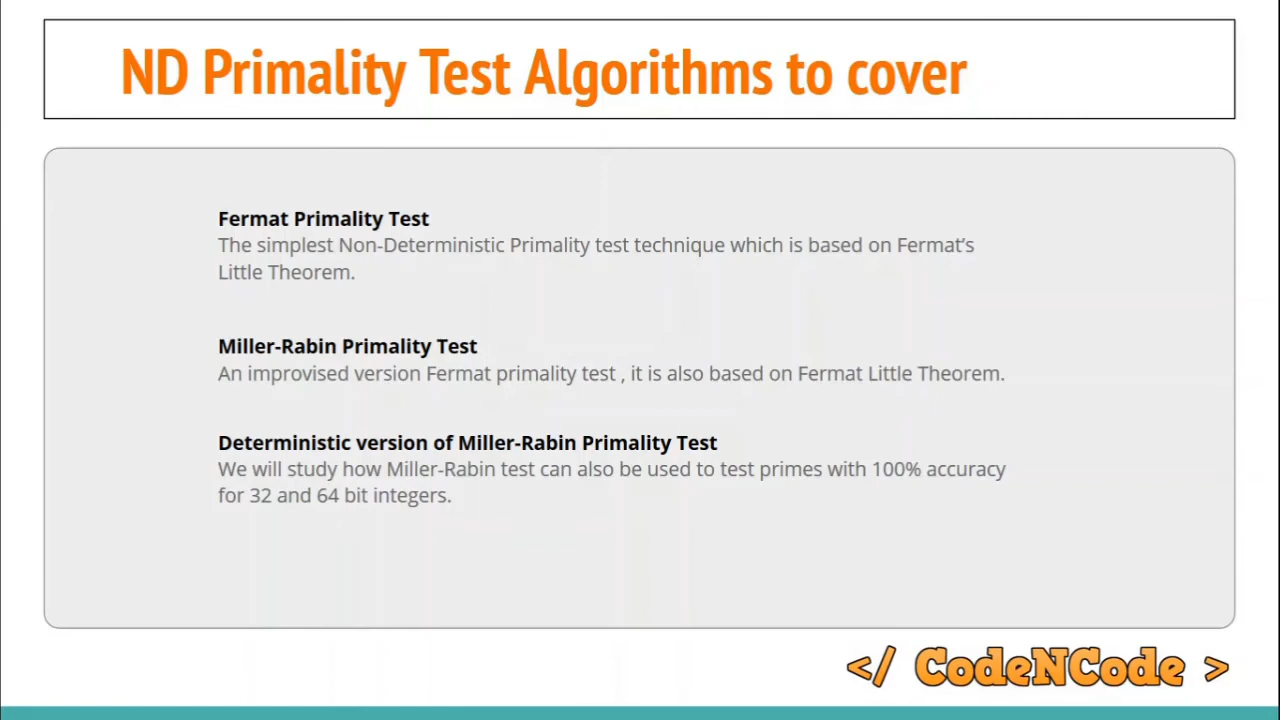 ND Primality Test Algorithms to cover
Fermat Primality Test
The simplest Non-Deterministic Primality test technique which is based on Fermat’s
Little Theorem.
Miller-Rabin Primality Test
An improvised version Fermat primality test , it is also based on Fermat Little Theorem.
Deterministic version of Miller-Rabin Primality Test
We will study how Miller-Rabin test can also be used to test primes with 100% accuracy
for 32 and 64 bit integers.
</ CodeNCode >